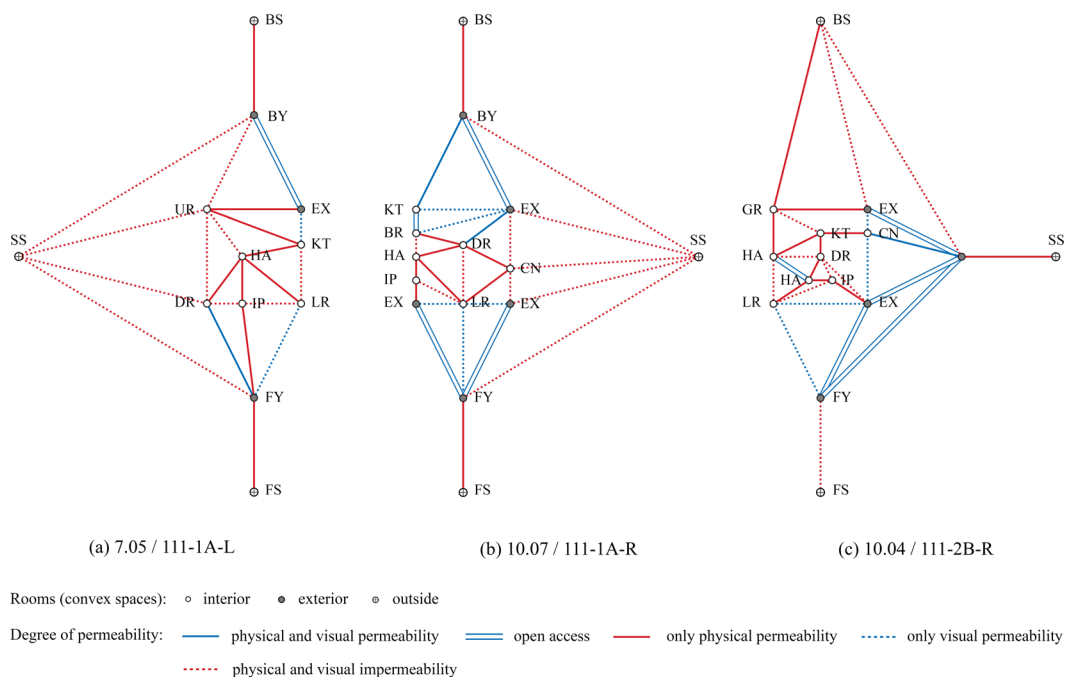 BS
BY
UR
EX
KT
SS
HA
DR
IP
LR
FY
FS
BS
BY
KT
EX
BR
DR
HA
SS
CN
IP
EX
LR
EX
FY
FS
BS
GR
EX
KT
CN
SS
HA
DR
HA
IP
LR
EX
FY
FS
(a) 7.05 / 111-1A-L
(b) 10.07 / 111-1A-R
(c) 10.04 / 111-2B-R
Rooms (convex spaces): interior exterior outside
Degree of permeability: physical and visual permeability open access only physical permeability only visual permeability
physical and visual impermeability